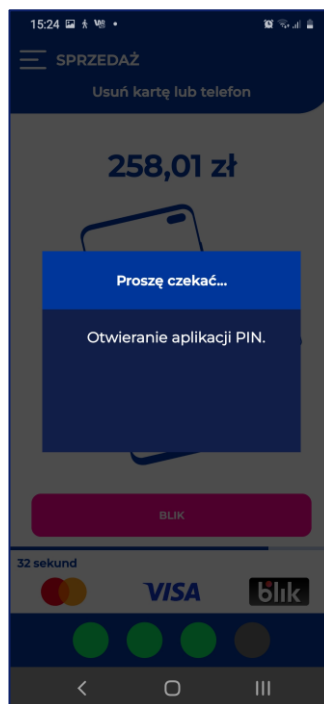 15:24
SPRZEDAŻ
Usuń kartę lub telefon
258,01 zł
Proszę czekać...
Otwieranie aplikacji PIN.
BLIK
32 sekund
VISA blik